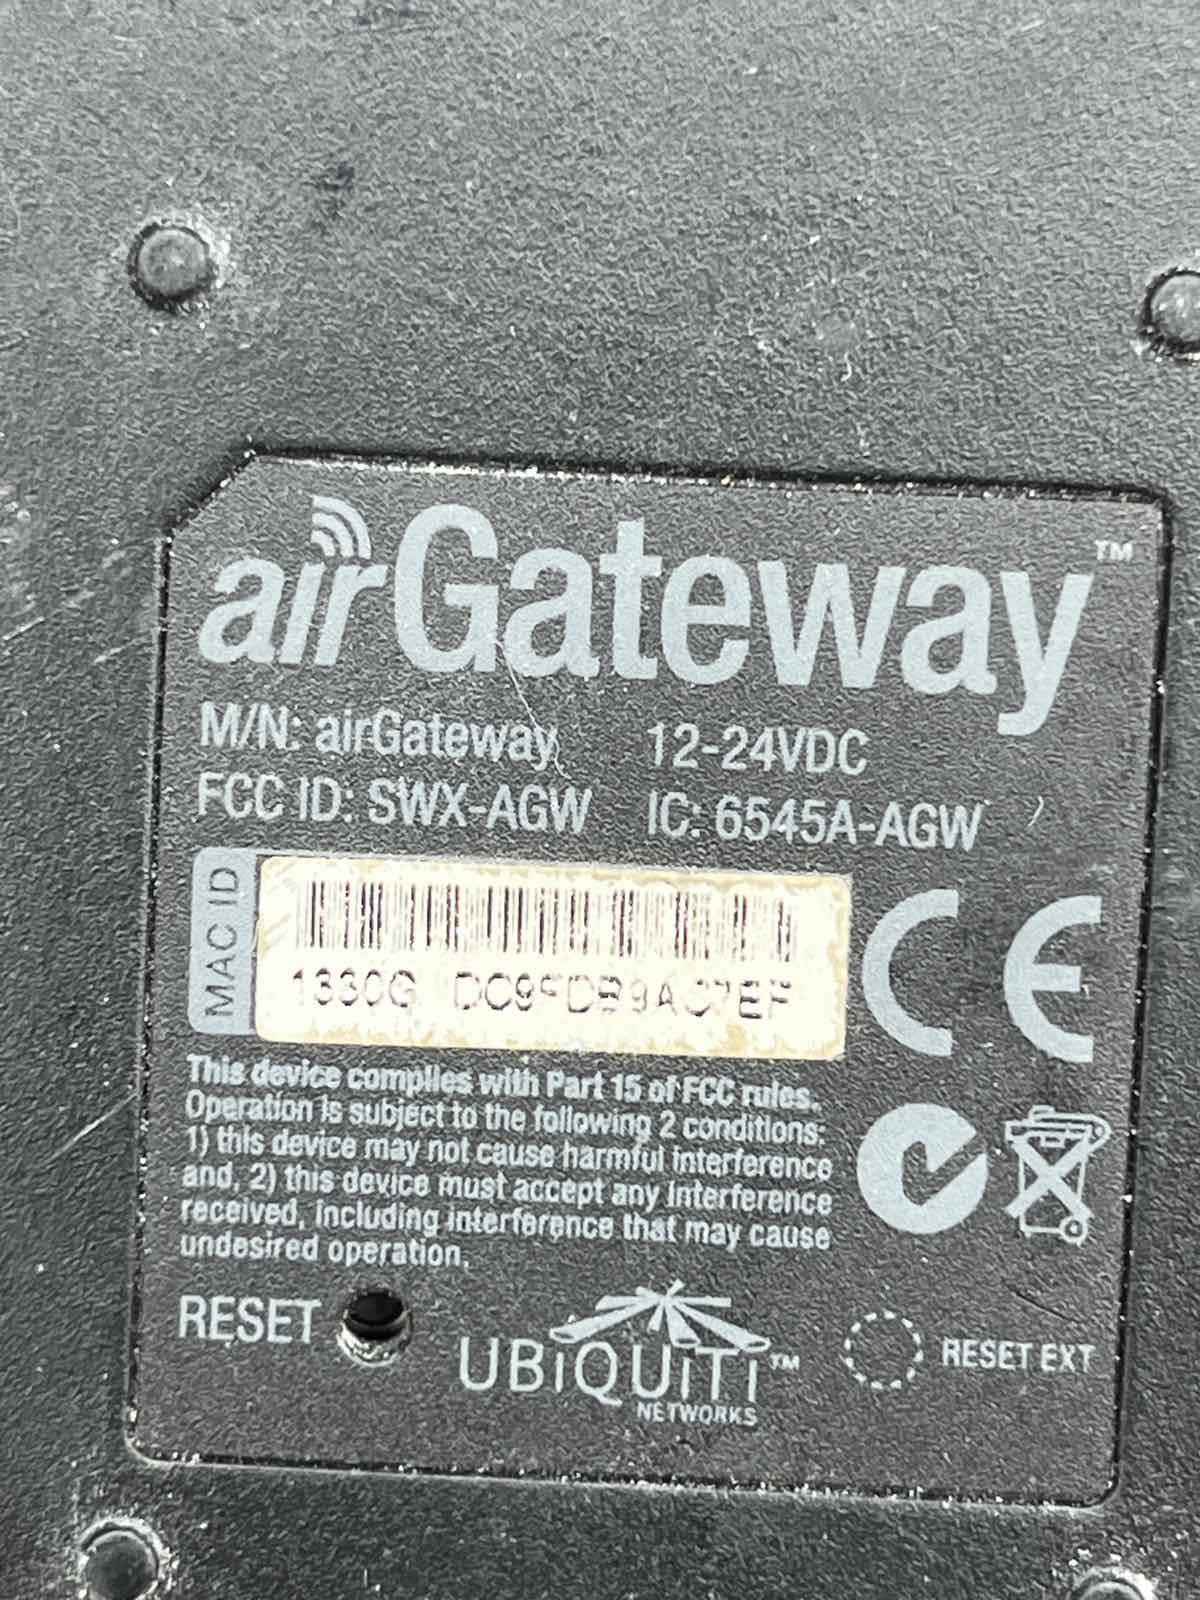 airGateway™
M/N: airGateway 12-24VDC
FCC ID: SWX-AGW IC: 6545A-AGW
MAC ID
1330G DC9FDB9AC7EF
CE
This device complies with Part 15 of FCC rules.
Operation is subject to the following 2 conditions:
1) this device may not cause harmful interference
and, 2) this device must accept any interference
received, including interference that may cause
undesired operation.
RESET
UBiQUiTi™
NETWORKS
RESET EXT